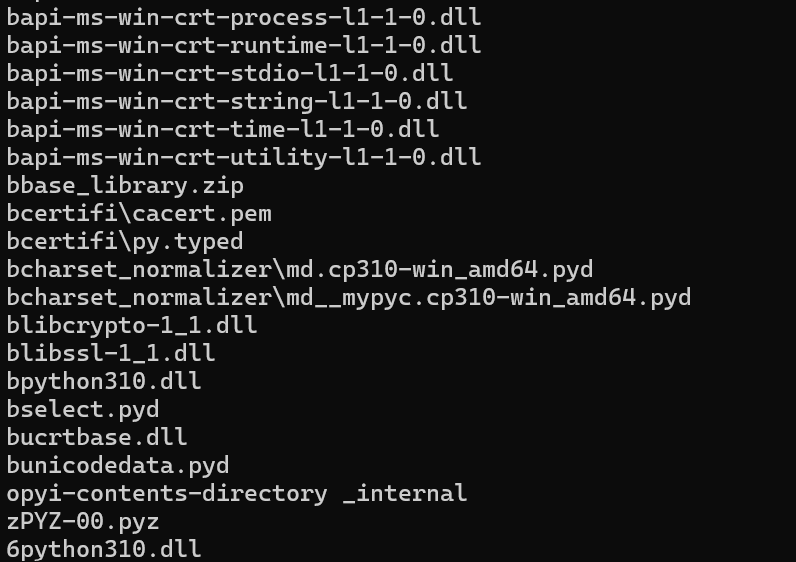 bapi-ms-win-crt-process-l1-1-0.dll
bapi-ms-win-crt-runtime-l1-1-0.dll
bapi-ms-win-crt-stdio-l1-1-0.dll
bapi-ms-win-crt-string-l1-1-0.dll
bapi-ms-win-crt-time-l1-1-0.dll
bapi-ms-win-crt-utility-l1-1-0.dll
bbase_library.zip
bcertifi\cacert.pem
bcertifi\py.typed
bcharset_normalizer\md.cp310-win_amd64.pyd
bcharset_normalizer\md__mypyc.cp310-win_amd64.pyd
blibcrypto-1_1.dll
blibssl-1_1.dll
bpython310.dll
bselect.pyd
bucrtbase.dll
bunicodedata.pyd
opyi-contents-directory _internal
zPYZ-00.pyz
6python310.dll